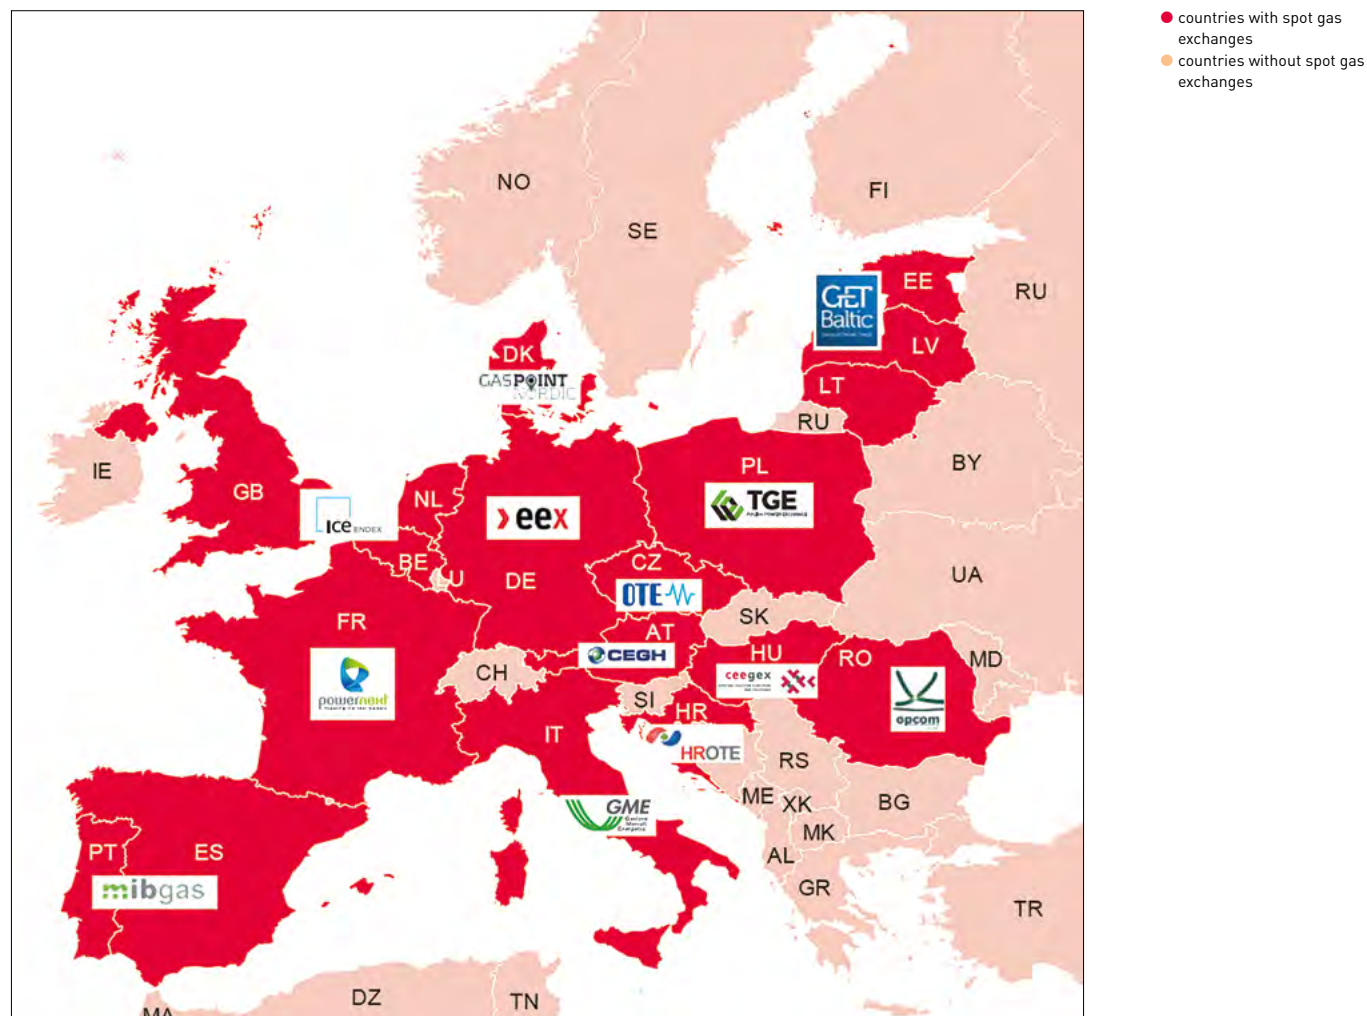 countries with spot gas
exchanges
countries without spot gas
exchanges
NO
SE
FI
RU
EE
GET
Baltic
LV
LT
DK
GASPOINT
NORDIC
RU
BY
IE
GB
NL
PL
TGE
ice ENDEX
eex
BE
LU
DE
CZ
OTE
UA
SK
FR
AT
CEGH
HU
ceegex
RO
MD
opcom
CH
powernext
SI
HR
HROTE
IT
RS
ME
XK
BG
MK
GME
Gestore
Mercati
Energetici
AL
GR
PT
ES
mibgas
TR
DZ
TN
MA